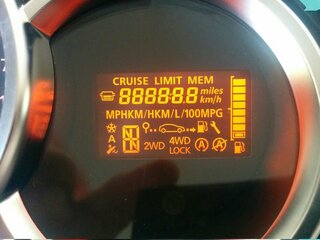 CRUISE LIMIT MEM
8888:8.8 miles
km/h
MPHKM/HKM/L/100MPG
A
N 2WD 4WD
LOCK A A